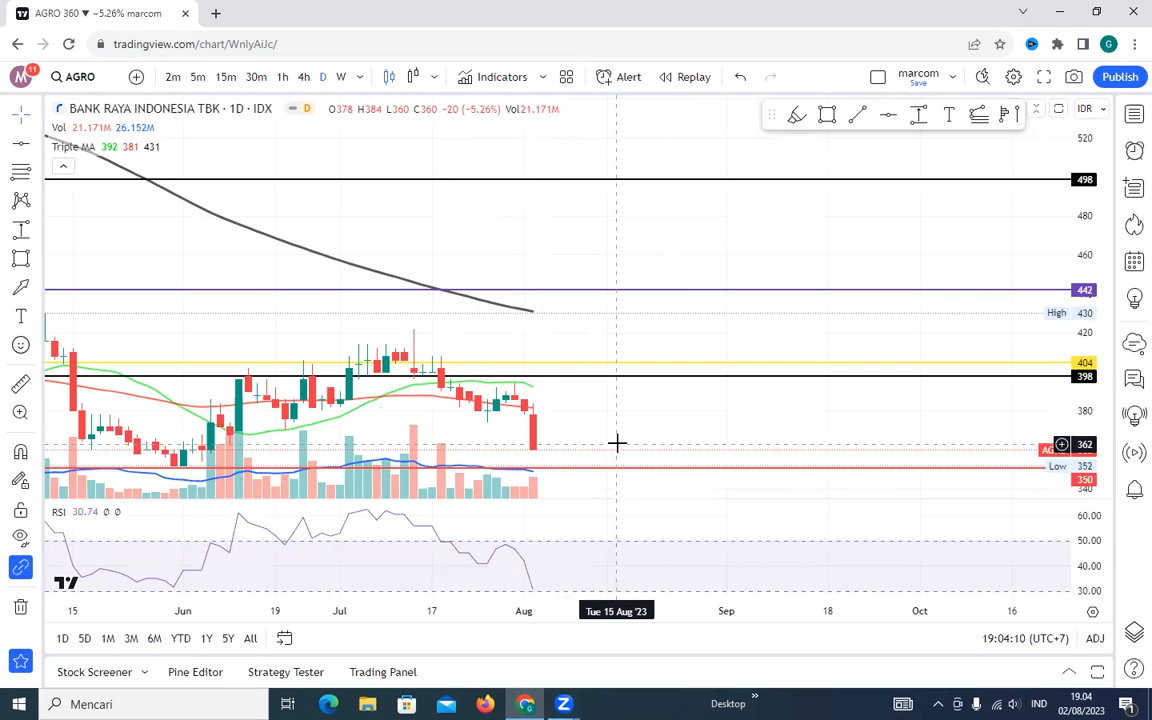 AGRO 360 ▼ −5.26% marcom
tradingview.com/chart/WnlyAiJc/
G
M 11 AGRO 2m 5m 15m 30m 1h 4h D W Indicators Alert Replay marcom Save Publish
BANK RAYA INDONESIA TBK · 1D · IDX D O378 H384 L360 C360 −20 (−5.26%) Vol21.171M
IDR
Vol 21.171M 26.152M
Triple MA 392 381 431
520
498
480
460
442
High 430
420
404
398
380
362
Low 352
350
340
RSI 30.74 Ø Ø
60.00
50.00
40.00
30.00
15 Jun 19 Jul 17 Aug Tue 15 Aug '23 Sep 18 Oct 16
1D 5D 1M 3M 6M YTD 1Y 5Y All 19:04:10 (UTC+7) ADJ
Stock Screener Pine Editor Strategy Tester Trading Panel
Mencari Desktop IND 19.04
02/08/2023 1